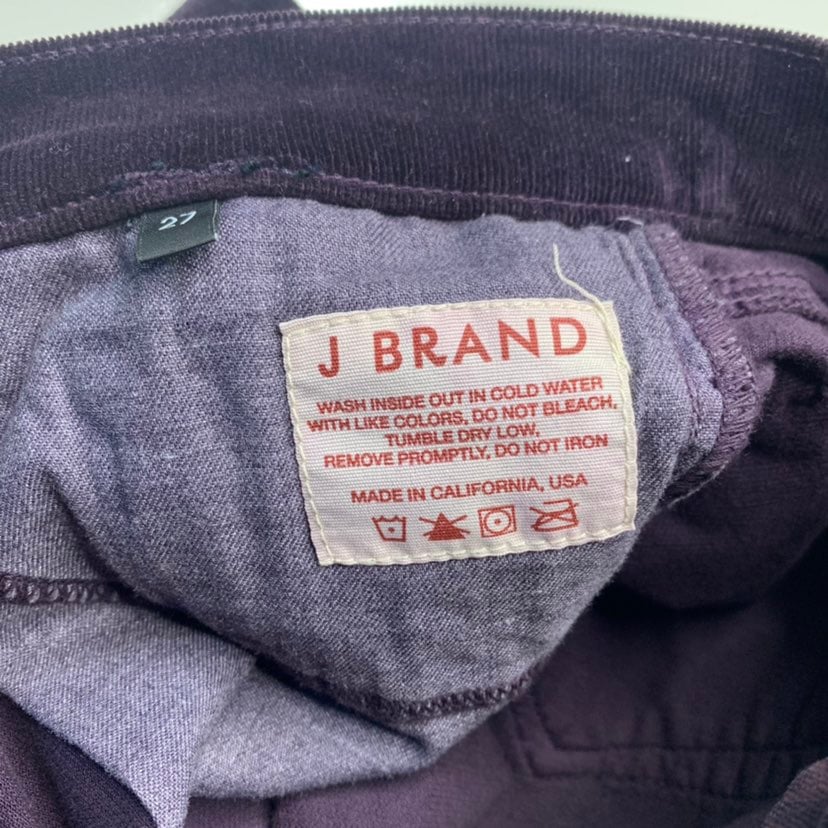 27
J BRAND
WASH INSIDE OUT IN COLD WATER
WITH LIKE COLORS, DO NOT BLEACH,
TUMBLE DRY LOW,
REMOVE PROMPTLY, DO NOT IRON
MADE IN CALIFORNIA, USA